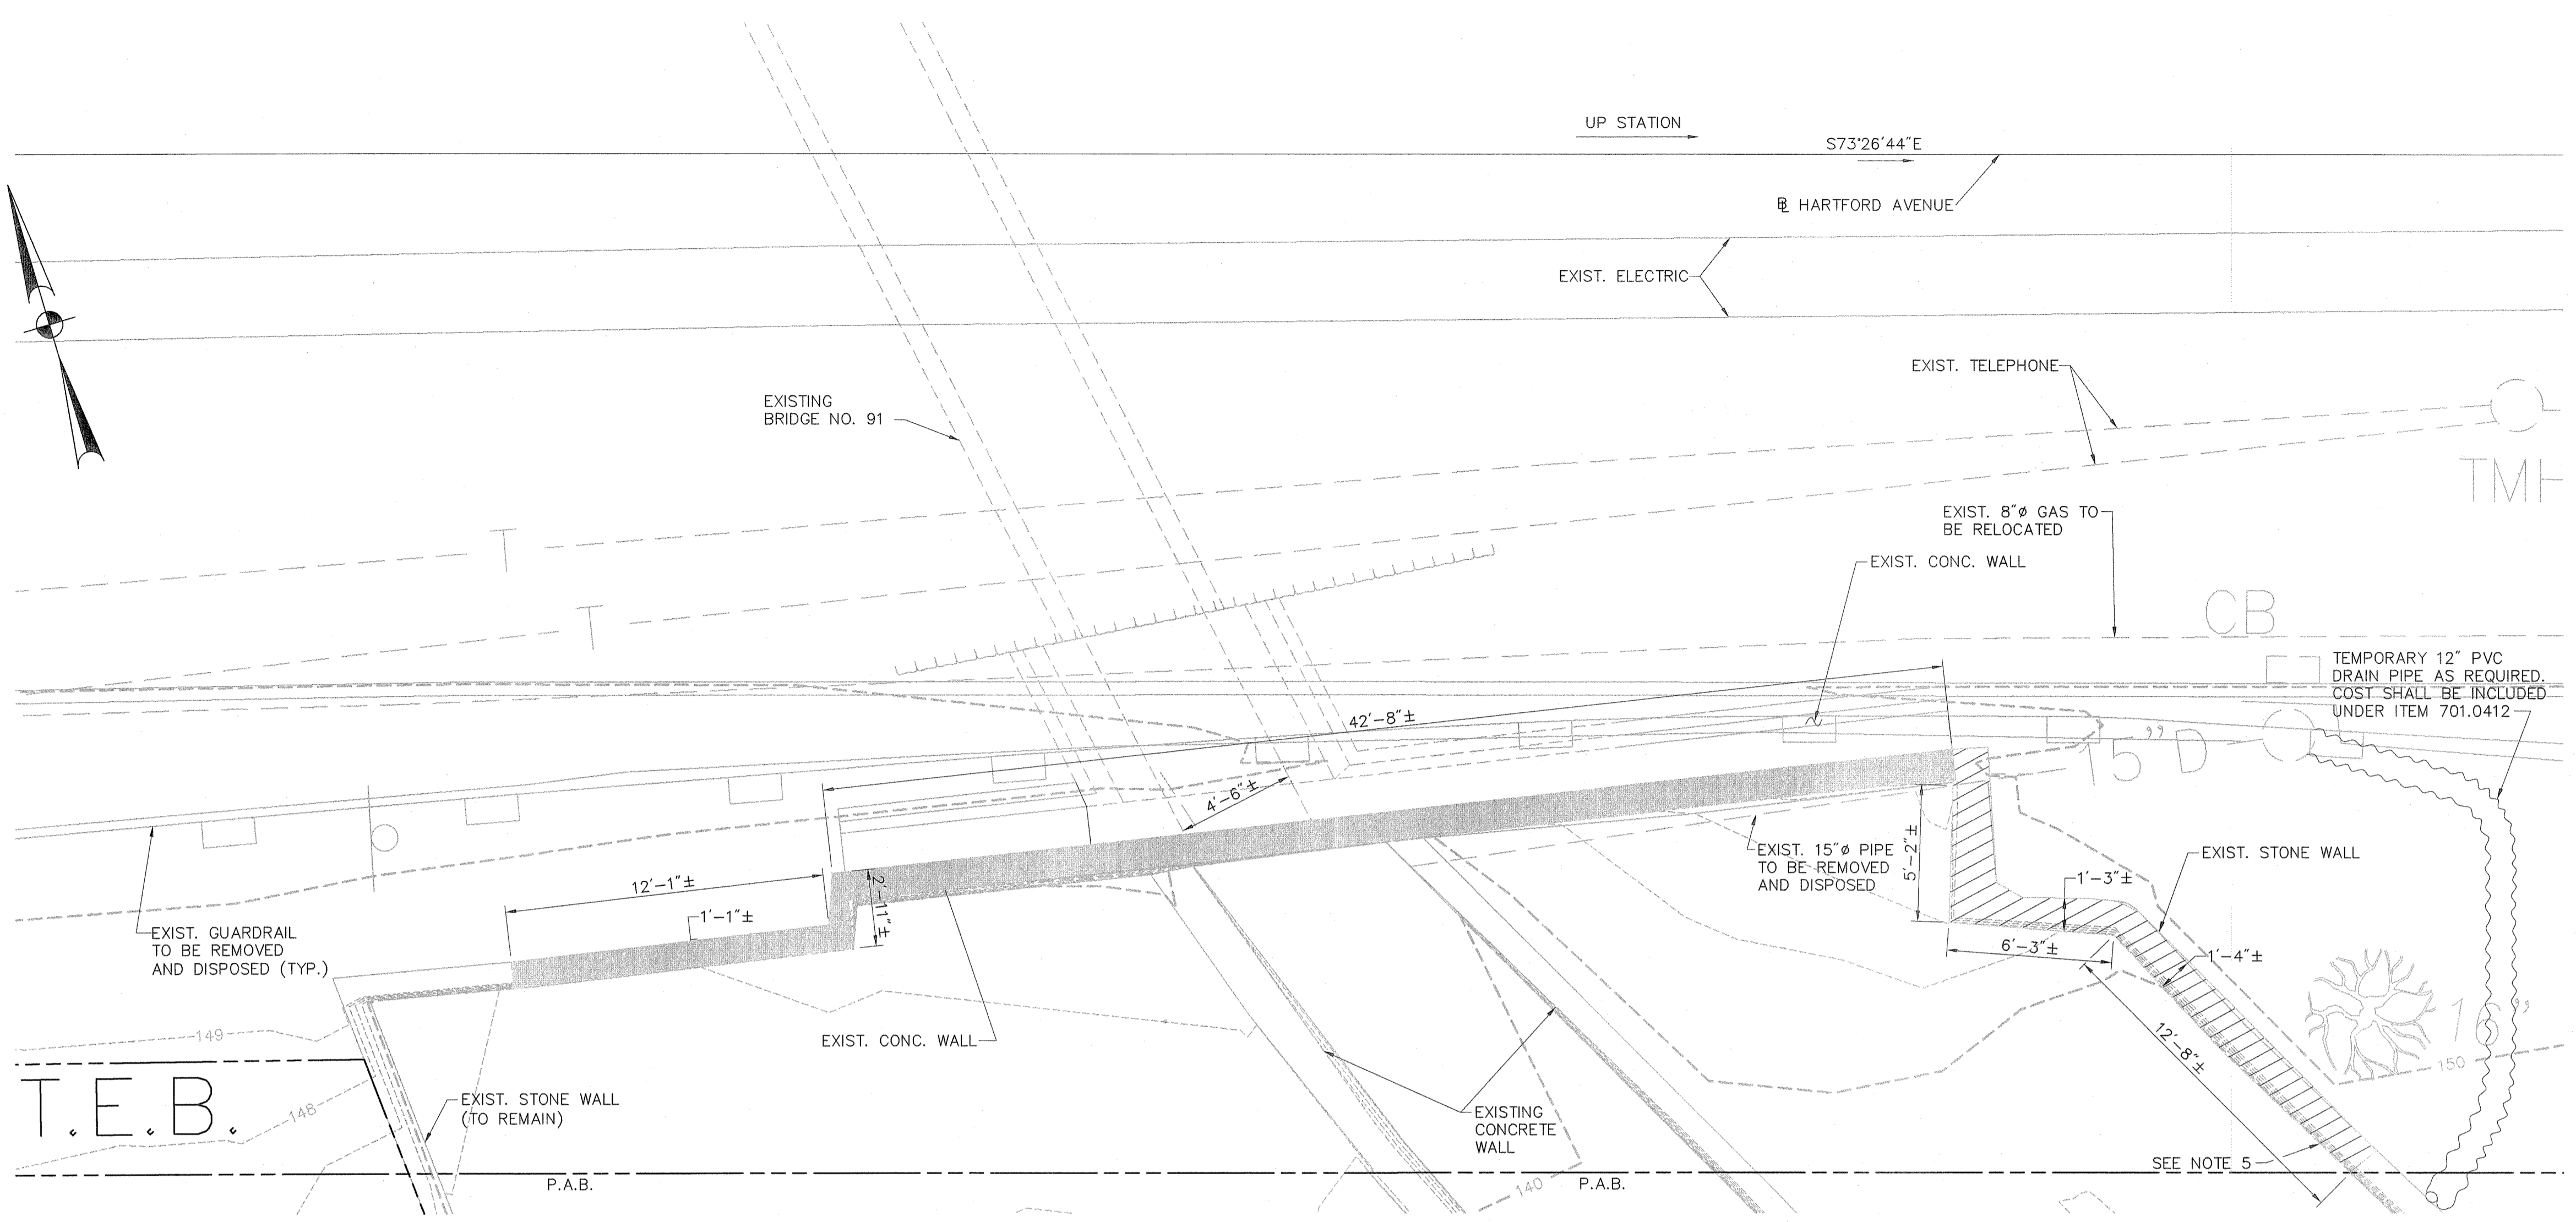 UP STATION
S73°26'44"E
℄ HARTFORD AVENUE
EXIST. ELECTRIC
EXIST. TELEPHONE
EXISTING
BRIDGE NO. 91
TMH
EXIST. 8"ø GAS TO
BE RELOCATED
T
EXIST. CONC. WALL
CB
T
TEMPORARY 12" PVC
DRAIN PIPE AS REQUIRED.
COST SHALL BE INCLUDED
UNDER ITEM 701.0412
42'-8"±
15" D
4'-6"±
EXIST. 15"ø PIPE
TO BE REMOVED
AND DISPOSED
5'-2"±
EXIST. STONE WALL
12'-1"±
2'-11"±
1'-3"±
1'-1"±
EXIST. GUARDRAIL
TO BE REMOVED
AND DISPOSED (TYP.)
6'-3"±
1'-4"±
16"
149
EXIST. CONC. WALL
12'-8"±
150
T.E.B.
148
EXIST. STONE WALL
(TO REMAIN)
EXISTING
CONCRETE
WALL
SEE NOTE 5
P.A.B.
140
P.A.B.